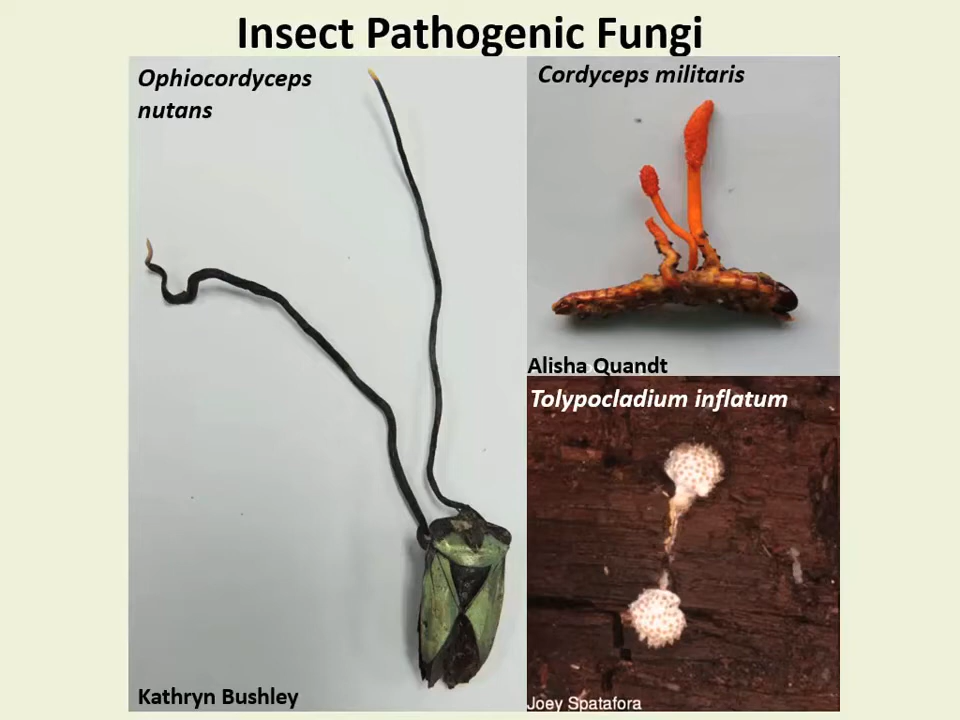 Insect Pathogenic Fungi
Ophiocordyceps
nutans
Kathryn Bushley
Cordyceps militaris
Alisha Quandt
Tolypocladium inflatum
Joey Spatafora